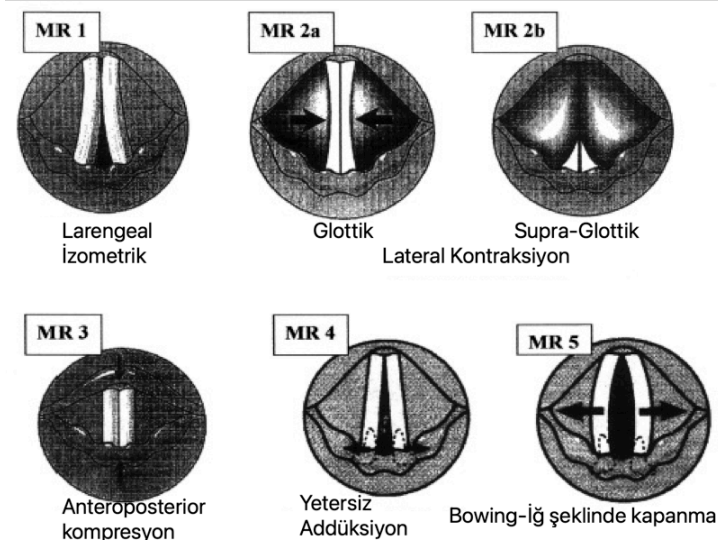 MR 1
MR 2a
MR 2b
Larengeal
İzometrik
Glottik
Supra-Glottik
Lateral Kontraksiyon
MR 3
MR 4
MR 5
Anteroposterior
kompresyon
Yetersiz
Addüksiyon
Bowing-İğ şeklinde kapanma